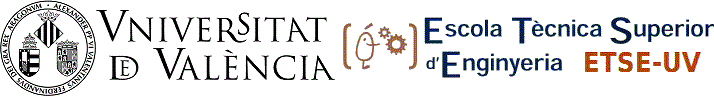 VNIVERSITAT
DE VALÈNCIA
Escola Tècnica Superior
d'Enginyeria ETSE-UV